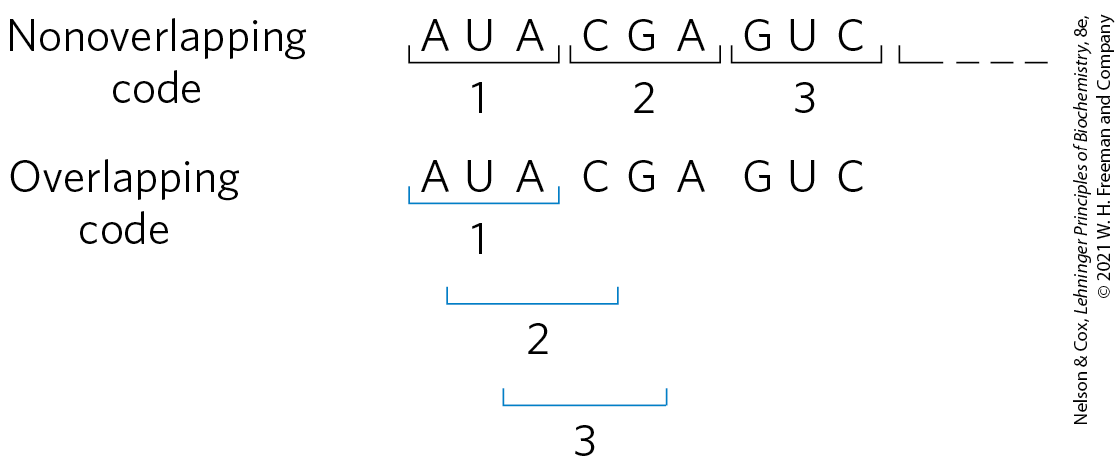 Nonoverlapping code
A U A C G A G U C
1 2 3
Overlapping code
A U A C G A G U C
1
2
3
Nelson & Cox, Lehninger Principles of Biochemistry, 8e,
© 2021 W. H. Freeman and Company